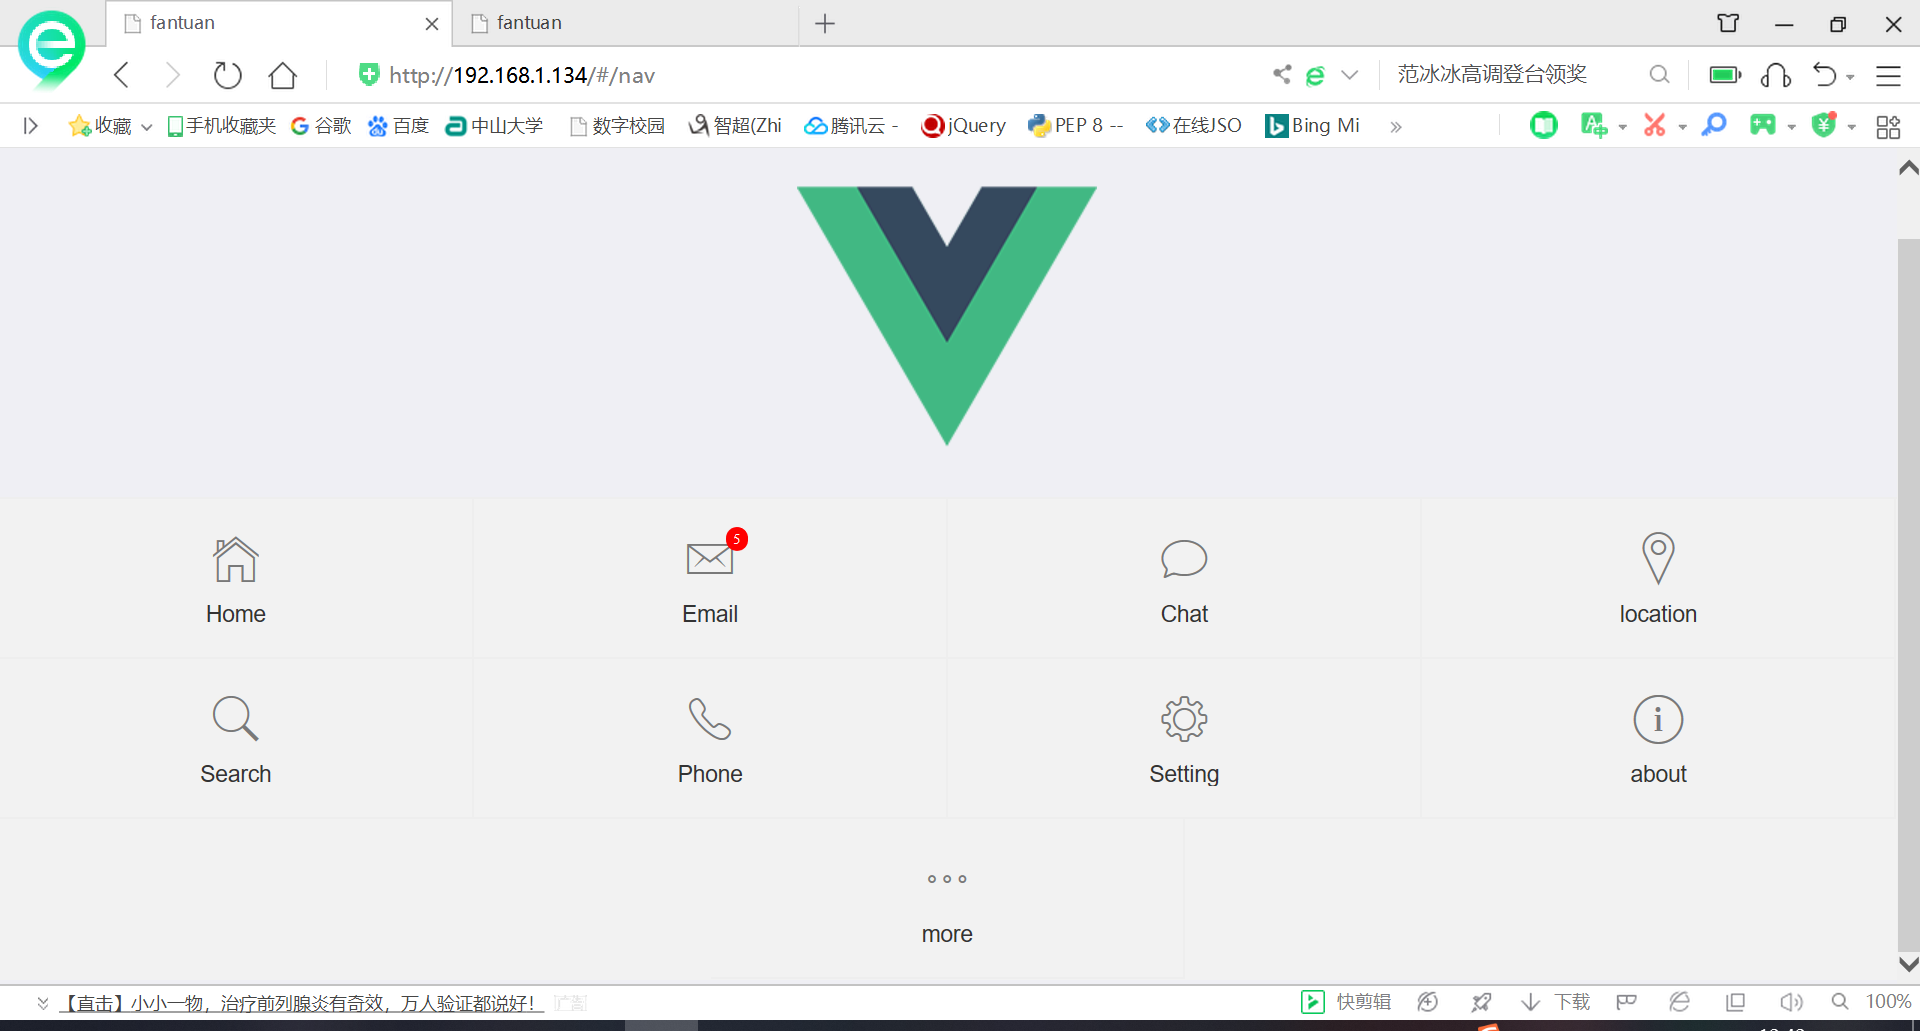 fantuan
fantuan
http://192.168.1.134/#/nav
范冰冰高调登台领奖
收藏 手机收藏夹 谷歌 百度 中山大学 数字校园 智超(Zhi 腾讯云 - jQuery PEP 8 -- 在线JSO Bing Mi »
Home
5
Email
Chat
location
Search
Phone
Setting
about
more
【直击】小小一物，治疗前列腺炎有奇效，万人验证都说好！ 广告
快剪辑 下载 100%